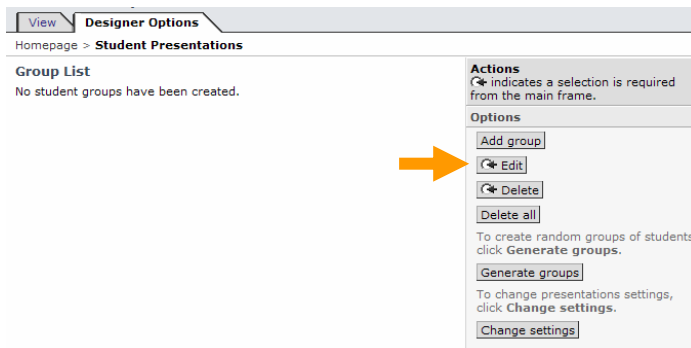 View Designer Options
Homepage > Student Presentations
Group List
No student groups have been created.
Actions
indicates a selection is required
from the main frame.
Options
Add group
Edit
Delete
Delete all
To create random groups of students
click Generate groups.
Generate groups
To change presentations settings,
click Change settings.
Change settings